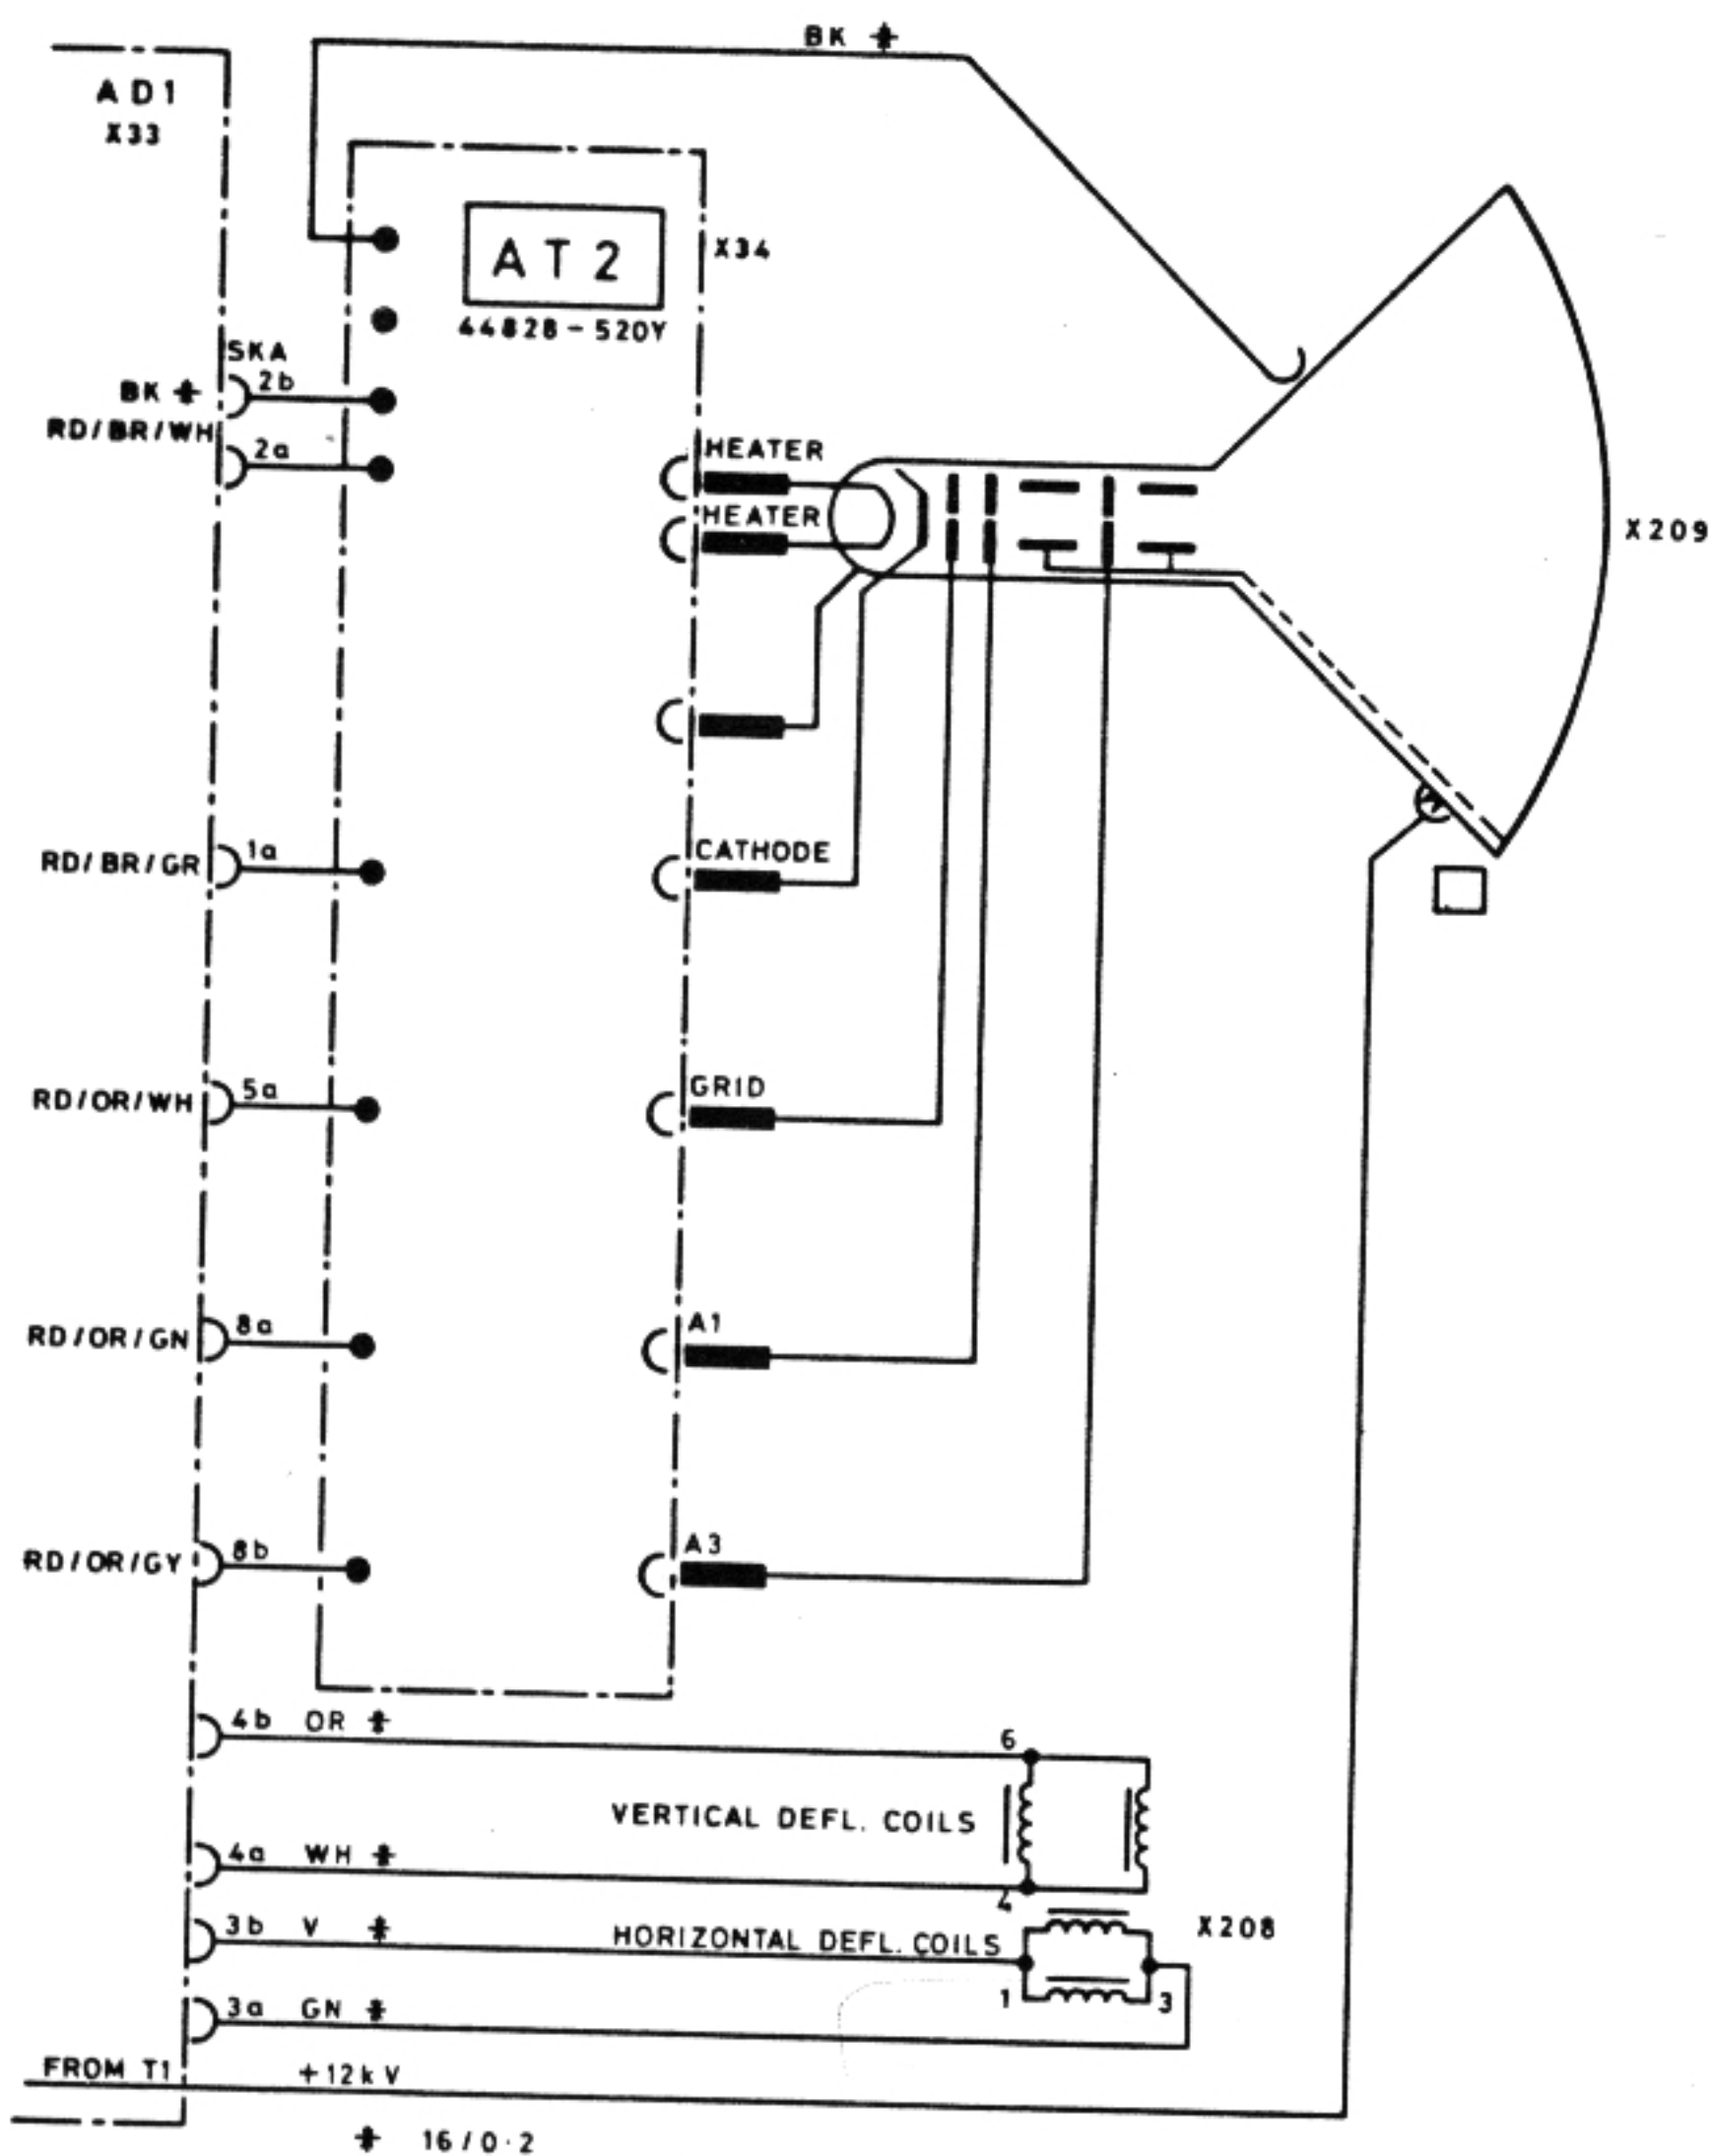 BK ⯒
AD1
X33
AT2
X34
44828-520Y
SKA
BK ⯒ 2b
RD/BR/WH 2a
HEATER
HEATER
X209
RD/BR/GR 1a
CATHODE
RD/OR/WH 5a
GRID
RD/OR/GN 8a
A1
RD/OR/GY 8b
A3
4b OR ⯒
6
VERTICAL DEFL. COILS
4a WH ⯒
4
3b V ⯒
HORIZONTAL DEFL. COILS
X208
1
3
3a GN ⯒
FROM T1 +12kV
⯒ 16/0·2